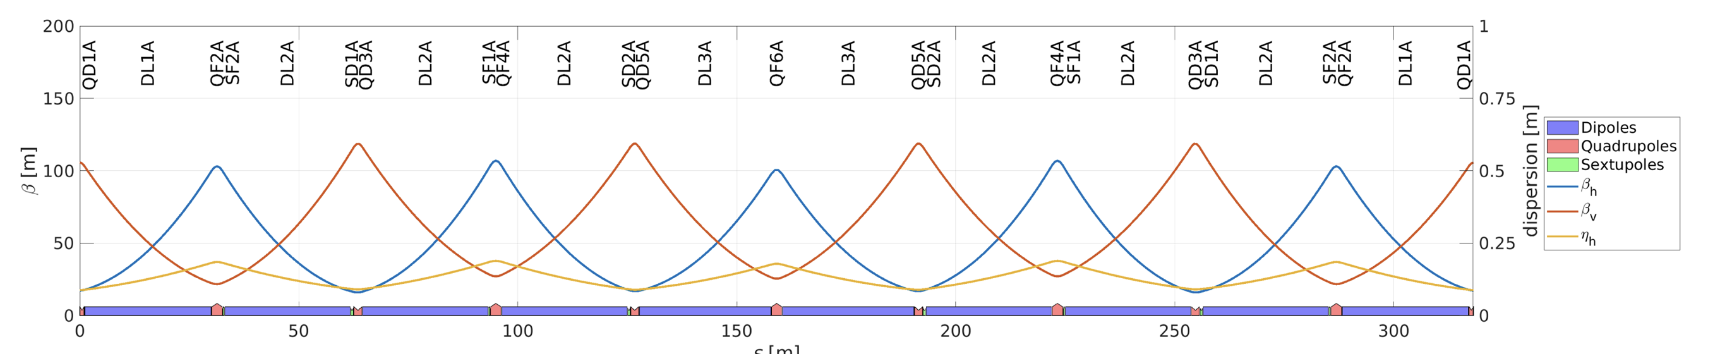 200
150
100
50
0
β [m]
QD1A DL1A QF2A SF2A DL2A SD1A QD3A DL2A SF1A QF4A DL2A SD2A QD5A DL3A QF6A DL3A QD5A SD2A DL2A QF4A SF1A DL2A QD3A SD1A DL2A SF2A QF2A DL1A QD1A
1
0.75
0.5
0.25
0
dispersion [m]
0 50 100 150 200 250 300
Dipoles
Quadrupoles
Sextupoles
βh
βv
ηh